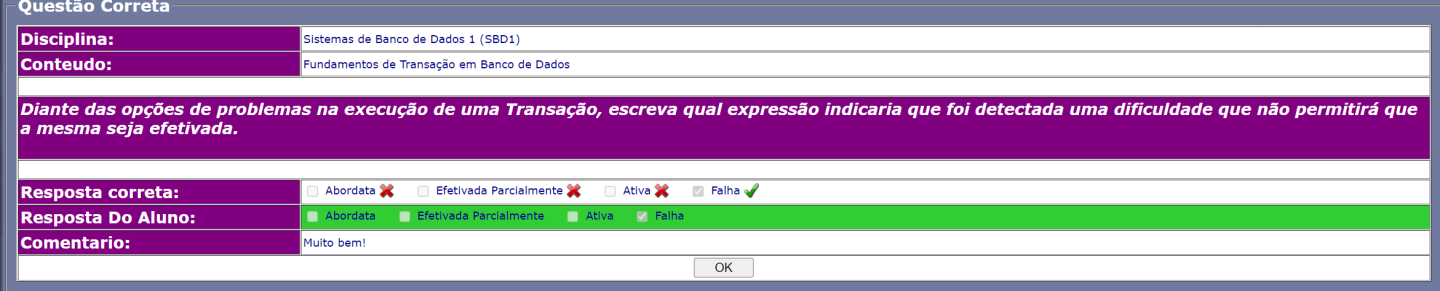 Questão Correta
Disciplina: Sistemas de Banco de Dados 1 (SBD1)
Conteudo: Fundamentos de Transação em Banco de Dados
Diante das opções de problemas na execução de uma Transação, escreva qual expressão indicaria que foi detectada uma dificuldade que não permitirá que
a mesma seja efetivada.
Resposta correta: Abordata Efetivada Parcialmente Ativa Falha
Resposta Do Aluno: Abordata Efetivada Parcialmente Ativa Falha
Comentario: Muito bem!
OK